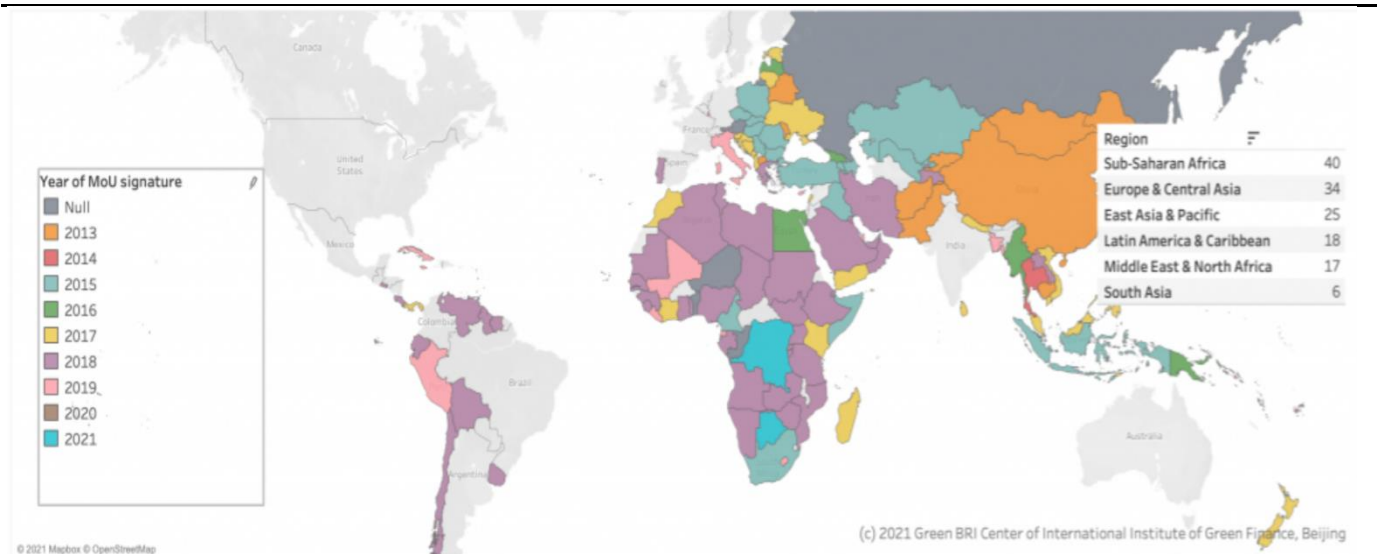 Canada
United
States
Mexico
Colombia
Brazil
Argentina
France
India
Australia
Year of MoU signature
Null
2013
2014
2015
2016
2017
2018
2019
2020
2021
Region
Sub-Saharan Africa 40
Europe & Central Asia 34
East Asia & Pacific 25
Latin America & Caribbean 18
Middle East & North Africa 17
South Asia 6
© 2021 Mapbox © OpenStreetMap
(c) 2021 Green BRI Center of International Institute of Green Finance, Beijing